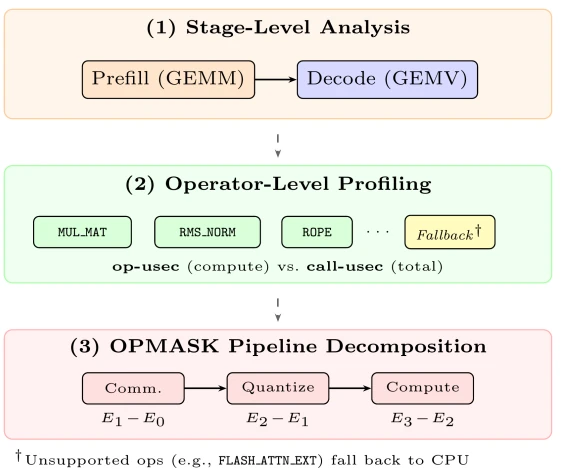 (1) Stage-Level Analysis
Prefill (GEMM) Decode (GEMV)
(2) Operator-Level Profiling
MUL_MAT RMS_NORM ROPE ··· Fallback†
op-usec (compute) vs. call-usec (total)
(3) OPMASK Pipeline Decomposition
Comm. Quantize Compute
E₁ − E₀ E₂ − E₁ E₃ − E₂
†Unsupported ops (e.g., FLASH_ATTN_EXT) fall back to CPU